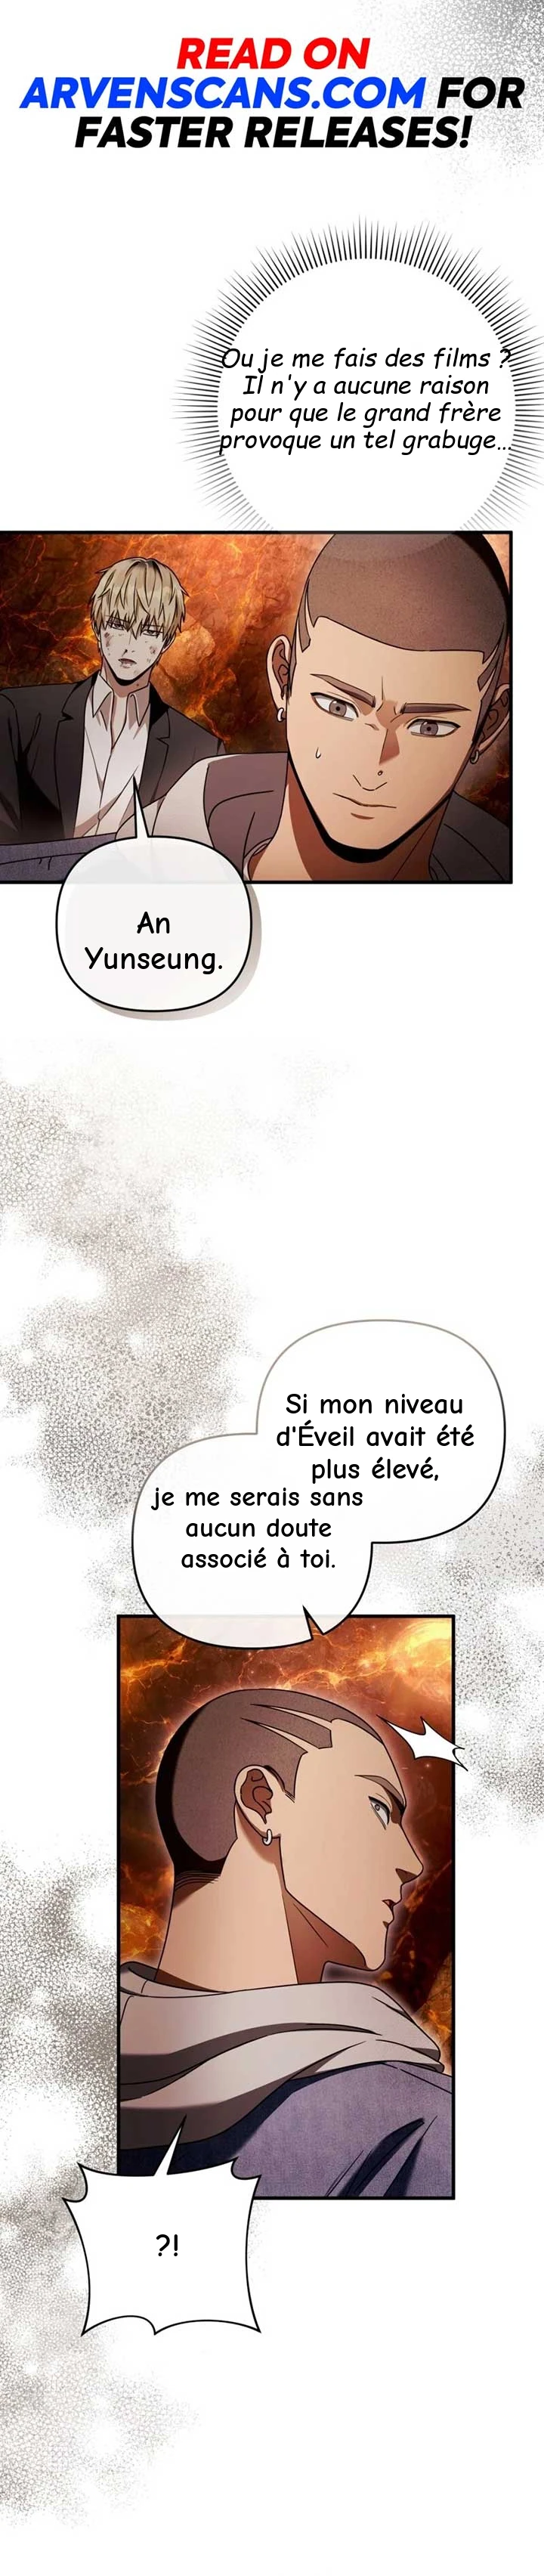 READ ON
ARVENSCANS.COM FOR
FASTER RELEASES!
Ou je me fais des films ?
Il n'y a aucune raison
pour que le grand frère
provoque un tel grabuge...
An
Yunseung.
Si mon niveau
d'Éveil avait été
plus élevé,
je me serais sans
aucun doute
associé à toi.
?!